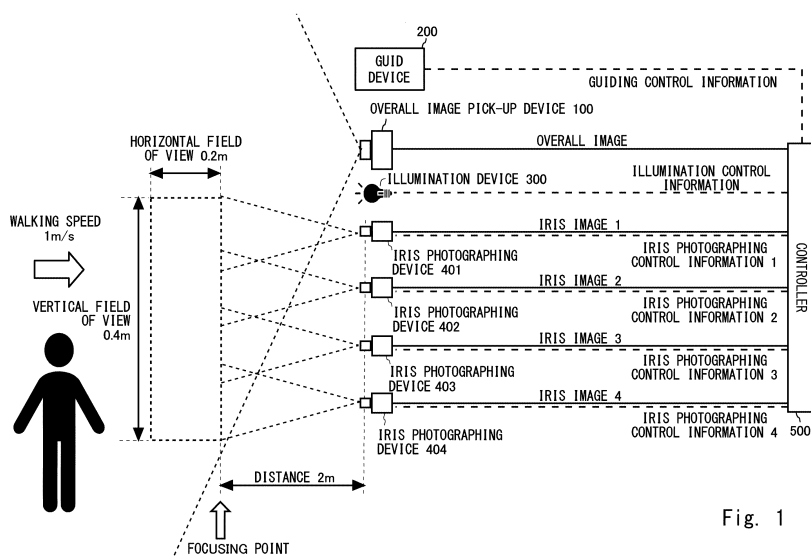 200
GUID
DEVICE
GUIDING CONTROL INFORMATION
OVERALL IMAGE PICK-UP DEVICE 100
HORIZONTAL FIELD
OF VIEW 0.2m
OVERALL IMAGE
ILLUMINATION DEVICE 300
ILLUMINATION CONTROL
INFORMATION
WALKING SPEED
1m/s
IRIS IMAGE 1
IRIS PHOTOGRAPHING
DEVICE 401
IRIS PHOTOGRAPHING
CONTROL INFORMATION 1
CONTROLLER
VERTICAL FIELD
OF VIEW
0.4m
IRIS IMAGE 2
IRIS PHOTOGRAPHING
DEVICE 402
IRIS PHOTOGRAPHING
CONTROL INFORMATION 2
IRIS IMAGE 3
IRIS PHOTOGRAPHING
DEVICE 403
IRIS PHOTOGRAPHING
CONTROL INFORMATION 3
IRIS IMAGE 4
IRIS PHOTOGRAPHING
DEVICE 404
IRIS PHOTOGRAPHING
CONTROL INFORMATION 4
500
DISTANCE 2m
FOCUSING POINT
Fig. 1